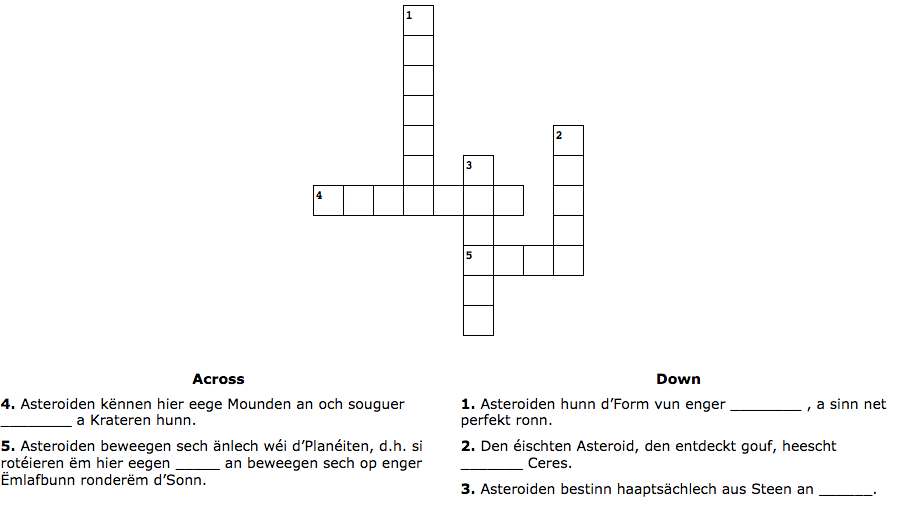 1
2
3
4
5
Across
4. Asteroiden kënnen hier eege Mounden an och souguer
________ a Krateren hunn.
5. Asteroiden beweegen sech änlech wéi d’Planéiten, d.h. si
rotéieren ëm hier eegen _____ an beweegen sech op enger
Ëmlafbunn ronderëm d’Sonn.
Down
1. Asteroiden hunn d’Form vun enger ________ , a sinn net
perfekt ronn.
2. Den éischten Asteroid, den entdeckt gouf, heescht
_______ Ceres.
3. Asteroiden bestinn haaptsächlech aus Steen an ______.